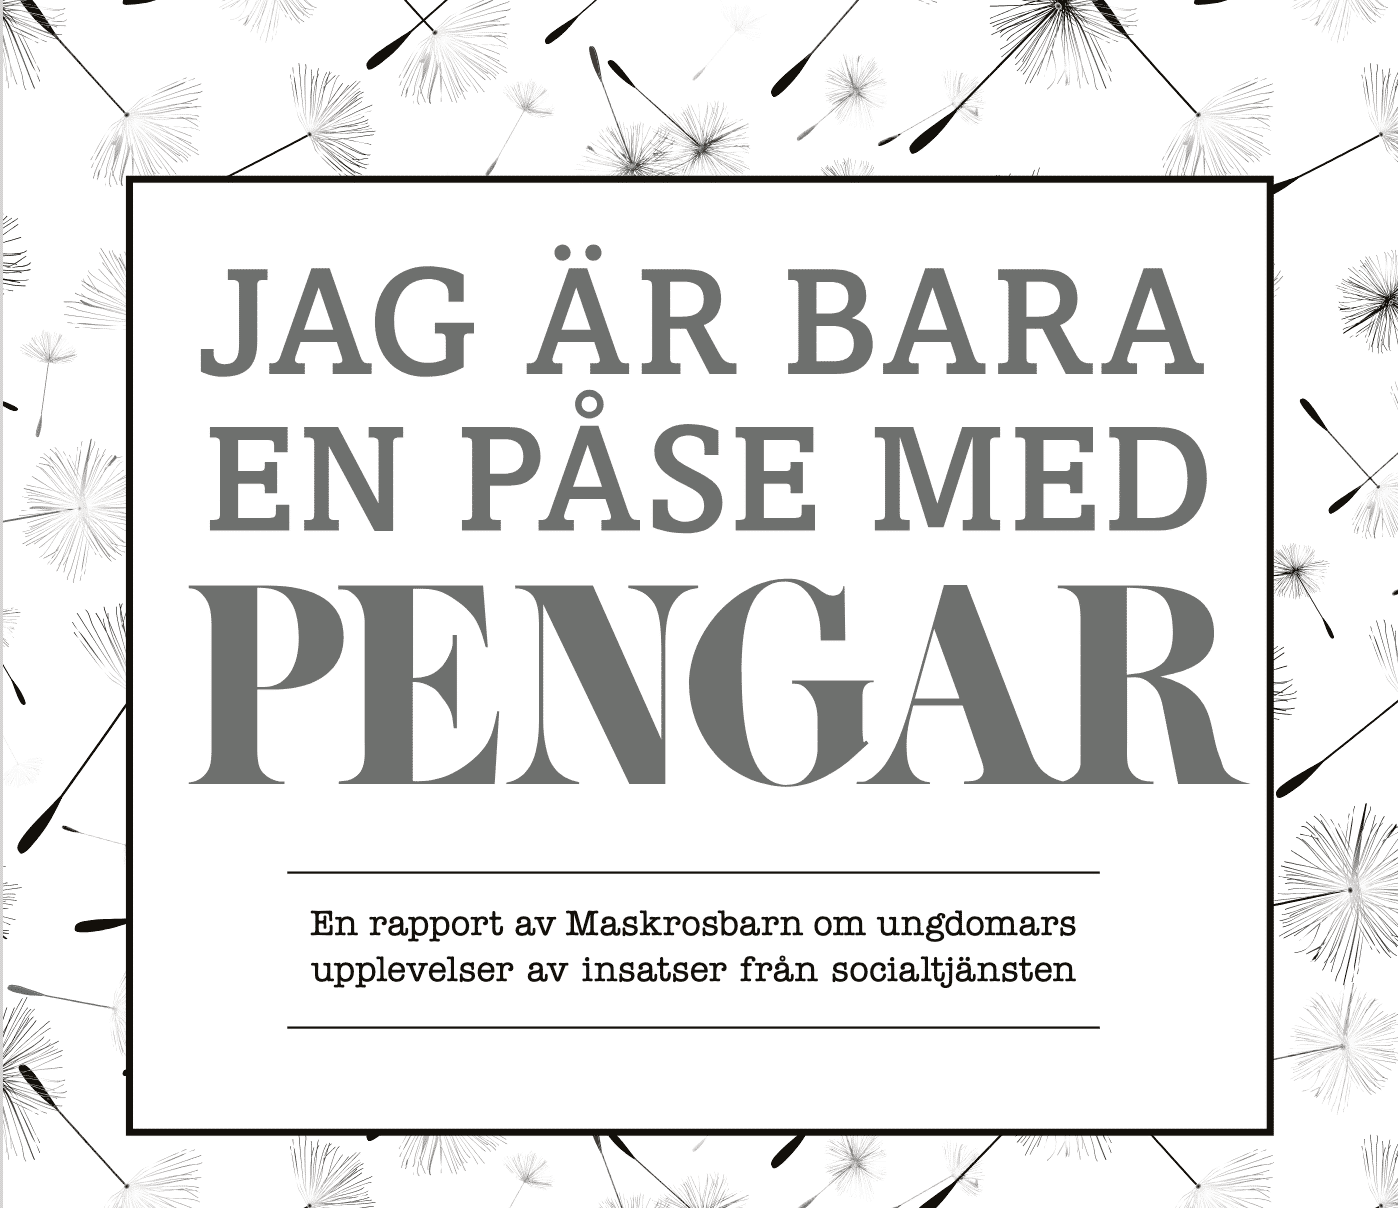 JAG ÄR BARA
EN PÅSE MED
PENGAR
En rapport av Maskrosbarn om ungdomars
upplevelser av insatser från socialtjänsten